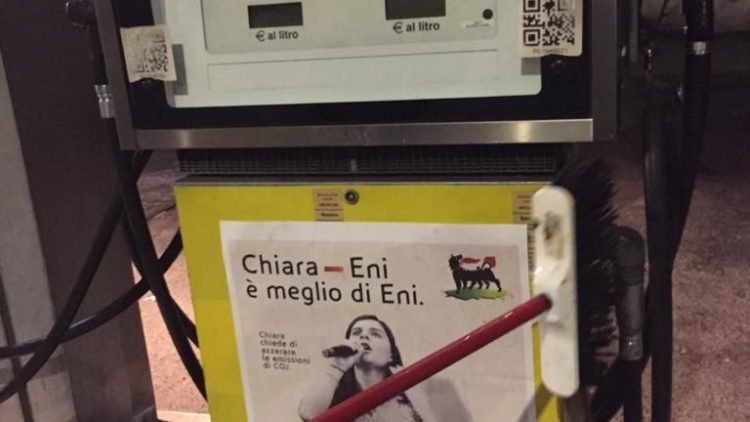 € al litro
€ al litro
Chiara – Eni
è meglio di Eni.
Chiara
chiede di
azzerare
le emissioni
di CO2